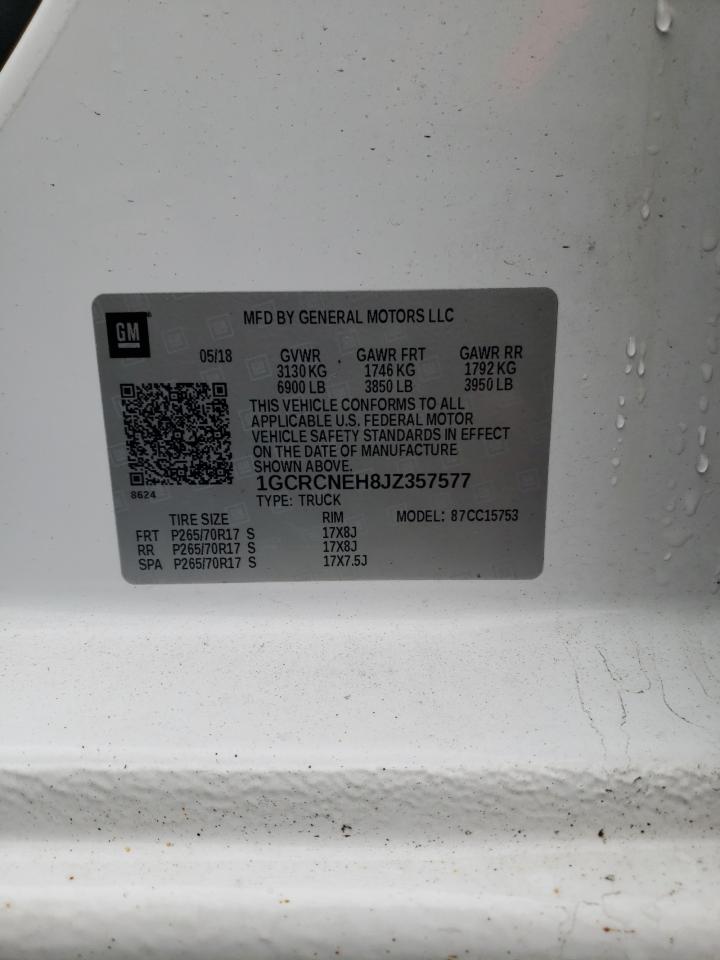 GM
MFD BY GENERAL MOTORS LLC
05/18 GVWR GAWR FRT GAWR RR
3130 KG 1746 KG 1792 KG
6900 LB 3850 LB 3950 LB
THIS VEHICLE CONFORMS TO ALL
APPLICABLE U.S. FEDERAL MOTOR
VEHICLE SAFETY STANDARDS IN EFFECT
ON THE DATE OF MANUFACTURE
SHOWN ABOVE.
8624
1GCRCNEH8JZ357577
TYPE: TRUCK
TIRE SIZE RIM MODEL: 87CC15753
FRT P265/70R17 S 17X8J
RR P265/70R17 S 17X8J
SPA P265/70R17 S 17X7.5J